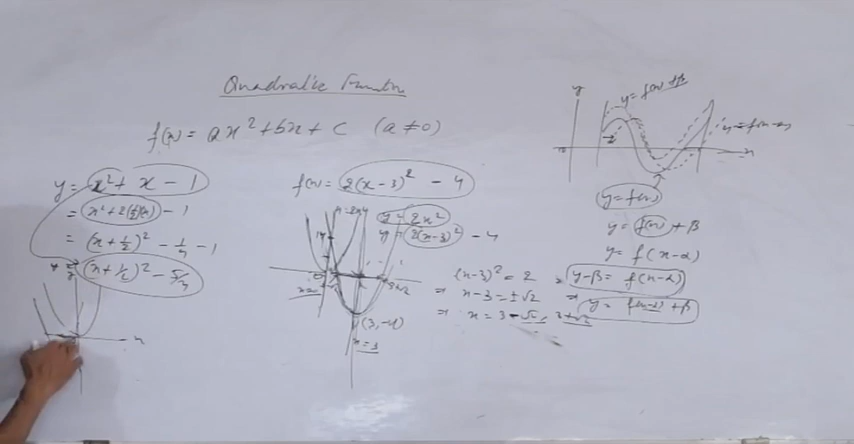 Quadratic Function
f(x) = ax² + bx + c (a ≠ 0)
y = x² + x − 1
= x² + 2(½)(x) − 1
= (x + ½)² − ¼ − 1
y = (x + ½)² − 5/4
x
f(x) = 2(x−3)² − 4
y = 2x²
y = 2(x−3)² − 4
(3, −4)
x = 3
(x−3)² = 2
⇒ x − 3 = ±√2
⇒ x = 3 − √2, 3 + √2
y
y = f(x) + β
y = f(x−α)
x
y = f(x)
y = f(x) + β
y = f(x−α)
y − β = f(x−α)
⇒ y = f(x−α) + β